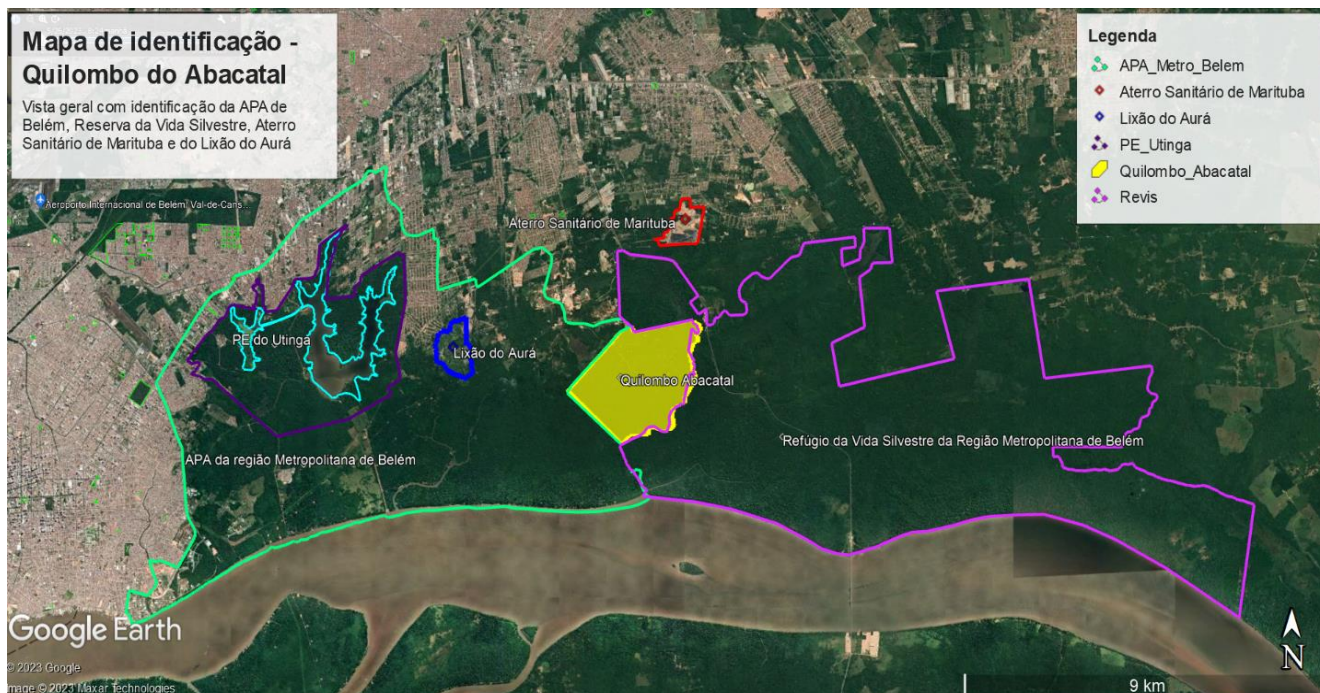 Mapa de identificação -
Quilombo do Abacatal
Vista geral com identificação da APA de
Belém, Reserva da Vida Silvestre, Aterro
Sanitário de Marituba e do Lixão do Aurá
Legenda
APA_Metro_Belem
Aterro Sanitário de Marituba
Lixão do Aurá
PE_Utinga
Quilombo_Abacatal
Revis
Aeroporto Internacional de Belém/ Val-de-Cans...
Aterro Sanitário de Marituba
PE do Utinga
Lixão do Aurá
Quilombo Abacatal
Refúgio da Vida Silvestre da Região Metropolitana de Belém
APA da região Metropolitana de Belém
Google Earth
© 2023 Google
Image © 2023 Maxar Technologies
9 km
N